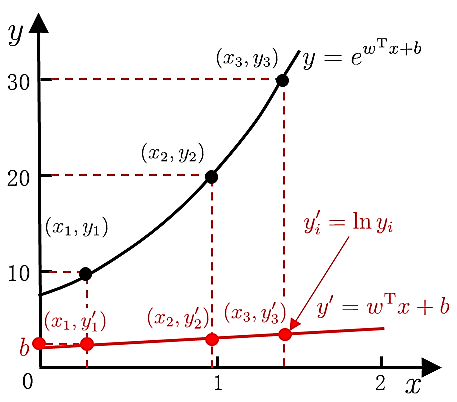 y
(x₃, y₃)
y = e^{wᵀx+b}
30
(x₂, y₂)
20
(x₁, y₁)
y′ᵢ = ln yᵢ
10
(x₁, y′₁)
(x₂, y′₂)
(x₃, y′₃)
y′ = wᵀx + b
b
0
1
2
x